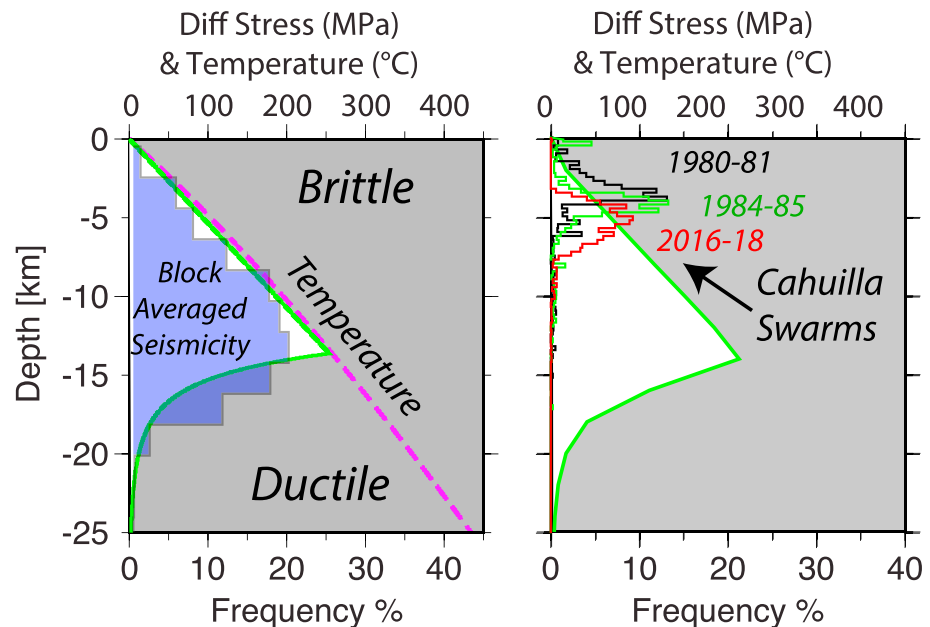 Diff Stress (MPa)
& Temperature (°C)
0 100 200 300 400
0
-5
-10
-15
-20
-25
Depth [km]
Brittle
Block
Averaged
Seismicity
Temperature
Ductile
0 10 20 30 40
Frequency %
Diff Stress (MPa)
& Temperature (°C)
0 100 200 300 400
1980-81
1984-85
2016-18
Cahuilla
Swarms
0 10 20 30 40
Frequency %